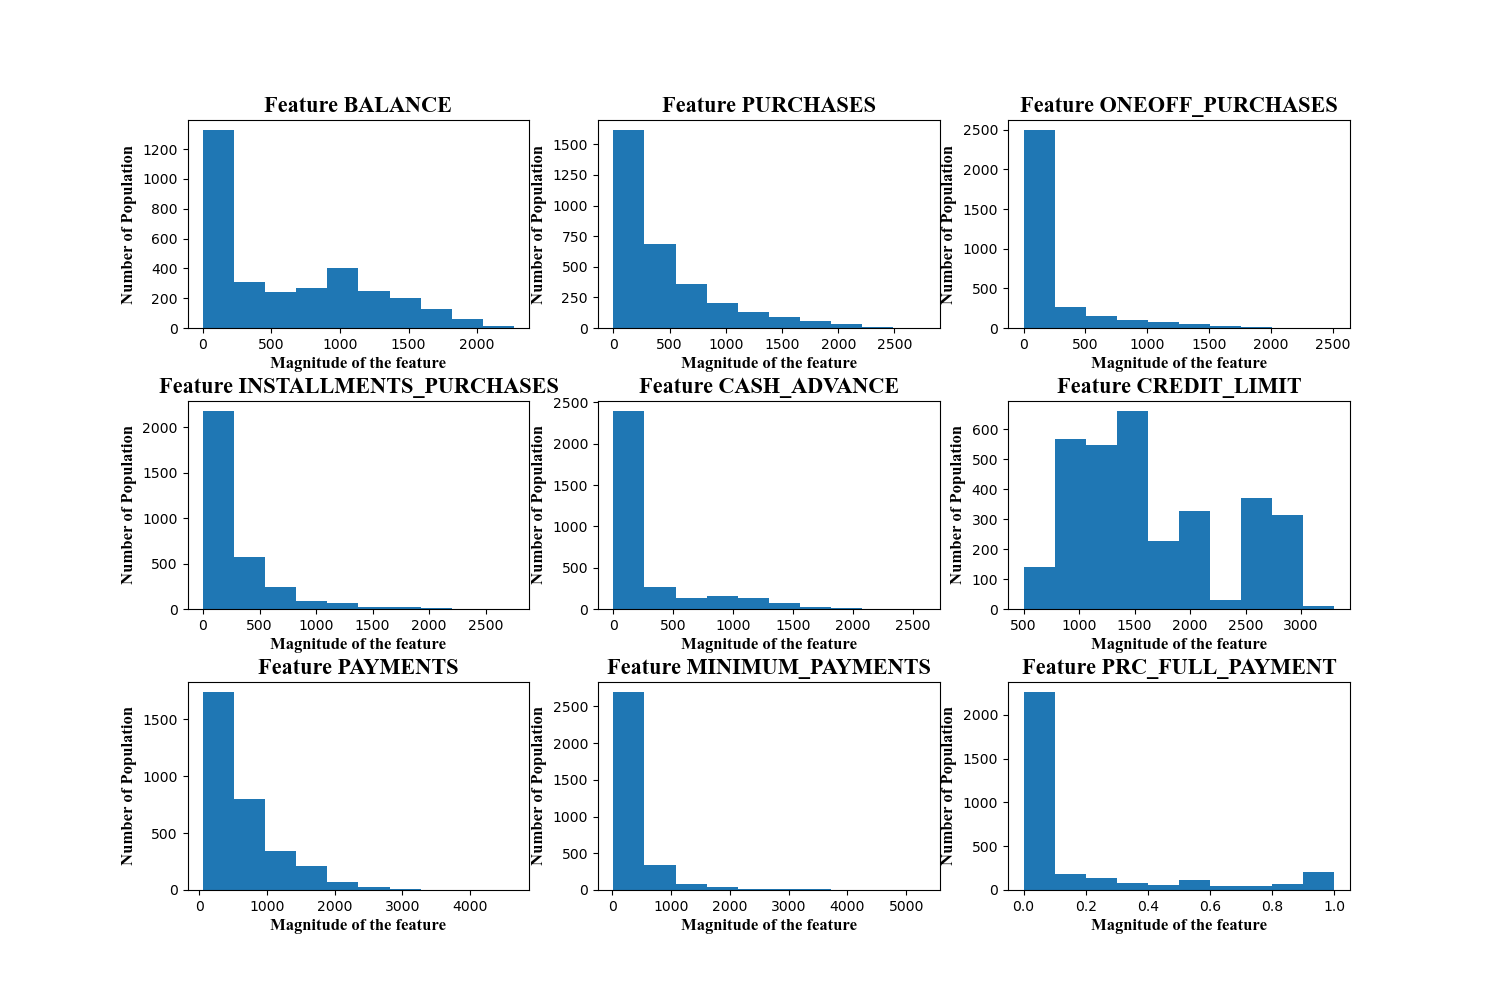 Feature BALANCE
Number of Population
1200
1000
800
600
400
200
0
0 500 1000 1500 2000
Magnitude of the feature
Feature PURCHASES
Number of Population
1500
1250
1000
750
500
250
0
0 500 1000 1500 2000 2500
Magnitude of the feature
Feature ONEOFF_PURCHASES
Number of Population
2500
2000
1500
1000
500
0
0 500 1000 1500 2000 2500
Magnitude of the feature
Feature INSTALLMENTS_PURCHASES
Number of Population
2000
1500
1000
500
0
0 500 1000 1500 2000 2500
Magnitude of the feature
Feature CASH_ADVANCE
Number of Population
2500
2000
1500
1000
500
0
0 500 1000 1500 2000 2500
Magnitude of the feature
Feature CREDIT_LIMIT
Number of Population
600
500
400
300
200
100
0
500 1000 1500 2000 2500 3000
Magnitude of the feature
Feature PAYMENTS
Number of Population
1500
1000
500
0
0 1000 2000 3000 4000
Magnitude of the feature
Feature MINIMUM_PAYMENTS
Number of Population
2500
2000
1500
1000
500
0
0 1000 2000 3000 4000 5000
Magnitude of the feature
Feature PRC_FULL_PAYMENT
Number of Population
2000
1500
1000
500
0
0.0 0.2 0.4 0.6 0.8 1.0
Magnitude of the feature